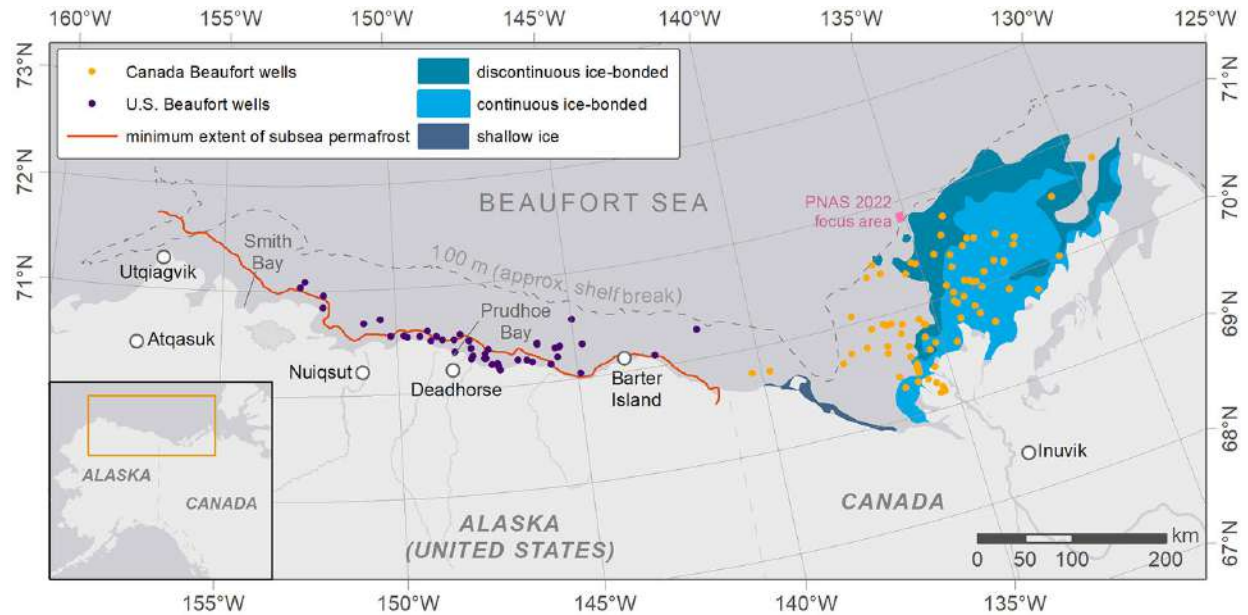 160°W 155°W 150°W 145°W 140°W 135°W 130°W 125°W
73°N
72°N
71°N
71°N
70°N
69°N
68°N
67°N
Canada Beaufort wells
U.S. Beaufort wells
minimum extent of subsea permafrost
discontinuous ice-bonded
continuous ice-bonded
shallow ice
BEAUFORT SEA
PNAS 2022
focus area
Smith
Bay
100 m (approx. shelf break)
Utqiagvik
Prudhoe
Bay
Atqasuk
Nuiqsut
Deadhorse
Barter
Island
Inuvik
ALASKA
CANADA
ALASKA
(UNITED STATES)
CANADA
km
0 50 100 200
155°W 150°W 145°W 140°W 135°W